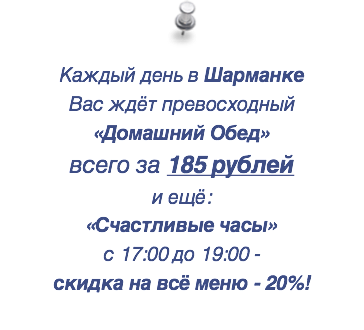 Каждый день в Шарманке
Вас ждёт превосходный
«Домашний Обед»
всего за 185 рублей
и ещё:
«Счастливые часы»
с 17:00 до 19:00 -
скидка на всё меню - 20%!